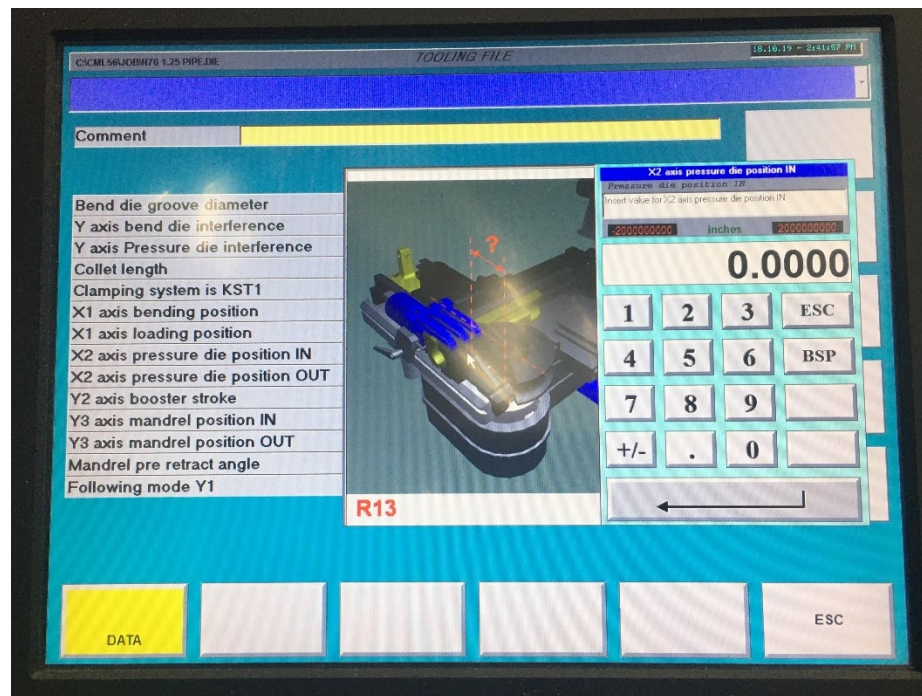 C:\CML56\JOB\R76 1.25 PIPE.DIE
TOOLING FILE
18.10.19 - 2:41:57 PM
Comment
Bend die groove diameter
Y axis bend die interference
Y axis Pressure die interference
Collet length
Clamping system is KST1
X1 axis bending position
X1 axis loading position
X2 axis pressure die position IN
X2 axis pressure die position OUT
Y2 axis booster stroke
Y3 axis mandrel position IN
Y3 axis mandrel position OUT
Mandrel pre retract angle
Following mode Y1
?
R13
X2 axis pressure die position IN
Pressure die position IN
Insert value for X2 axis pressure die position IN
-2000000000 inches 2000000000
0.0000
1 2 3 ESC
4 5 6 BSP
7 8 9
+/- . 0
DATA
ESC